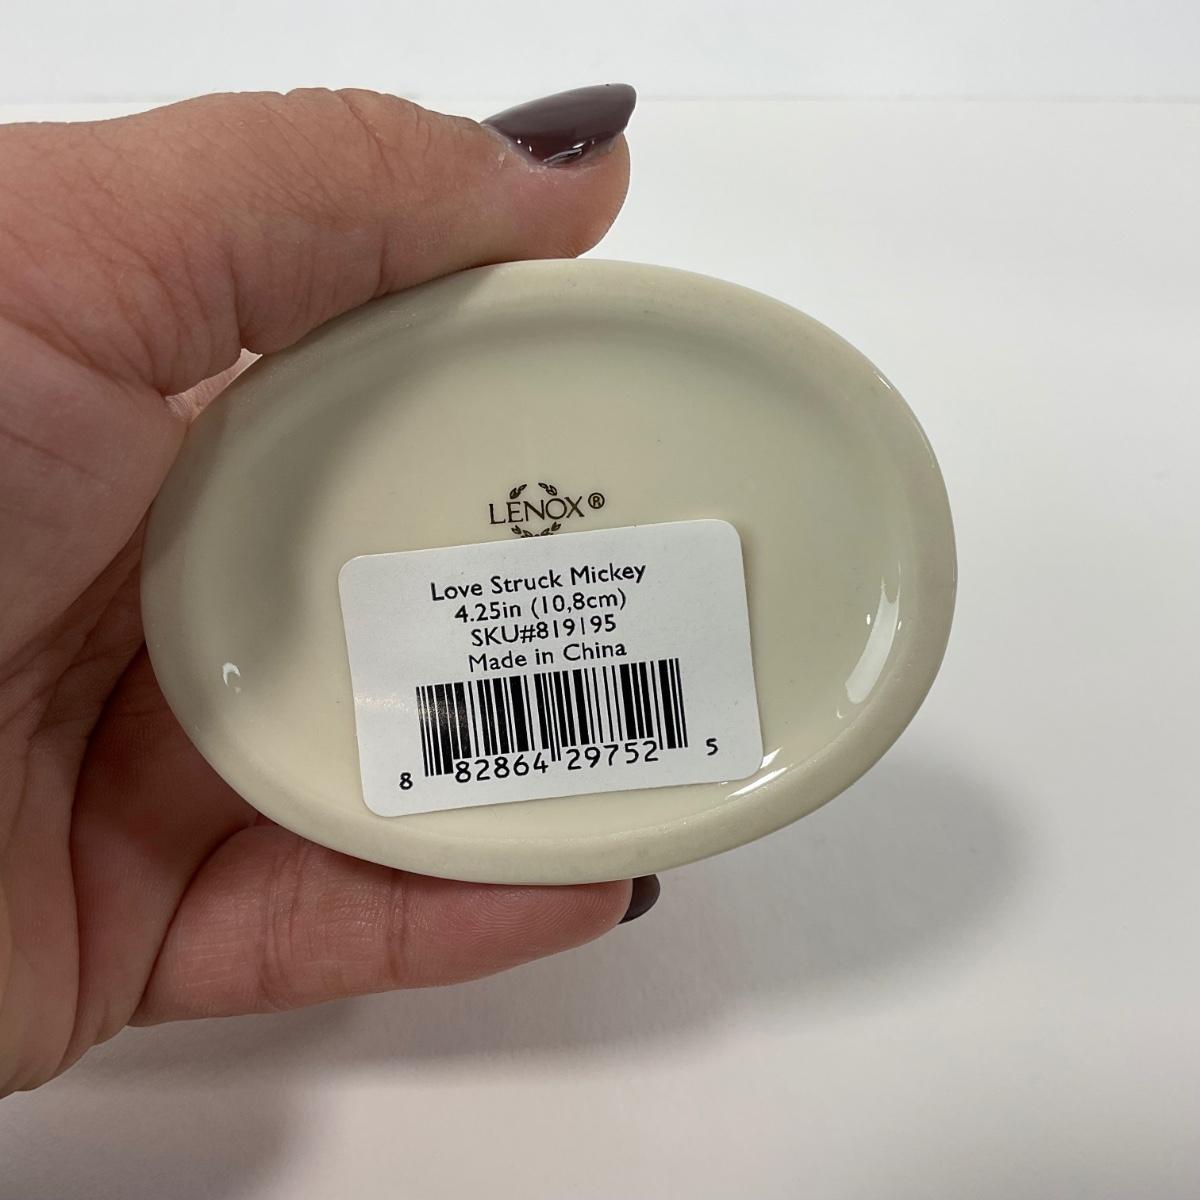 LENOX®
Love Struck Mickey
4.25in (10,8cm)
SKU#819195
Made in China
8 82864 29752 5